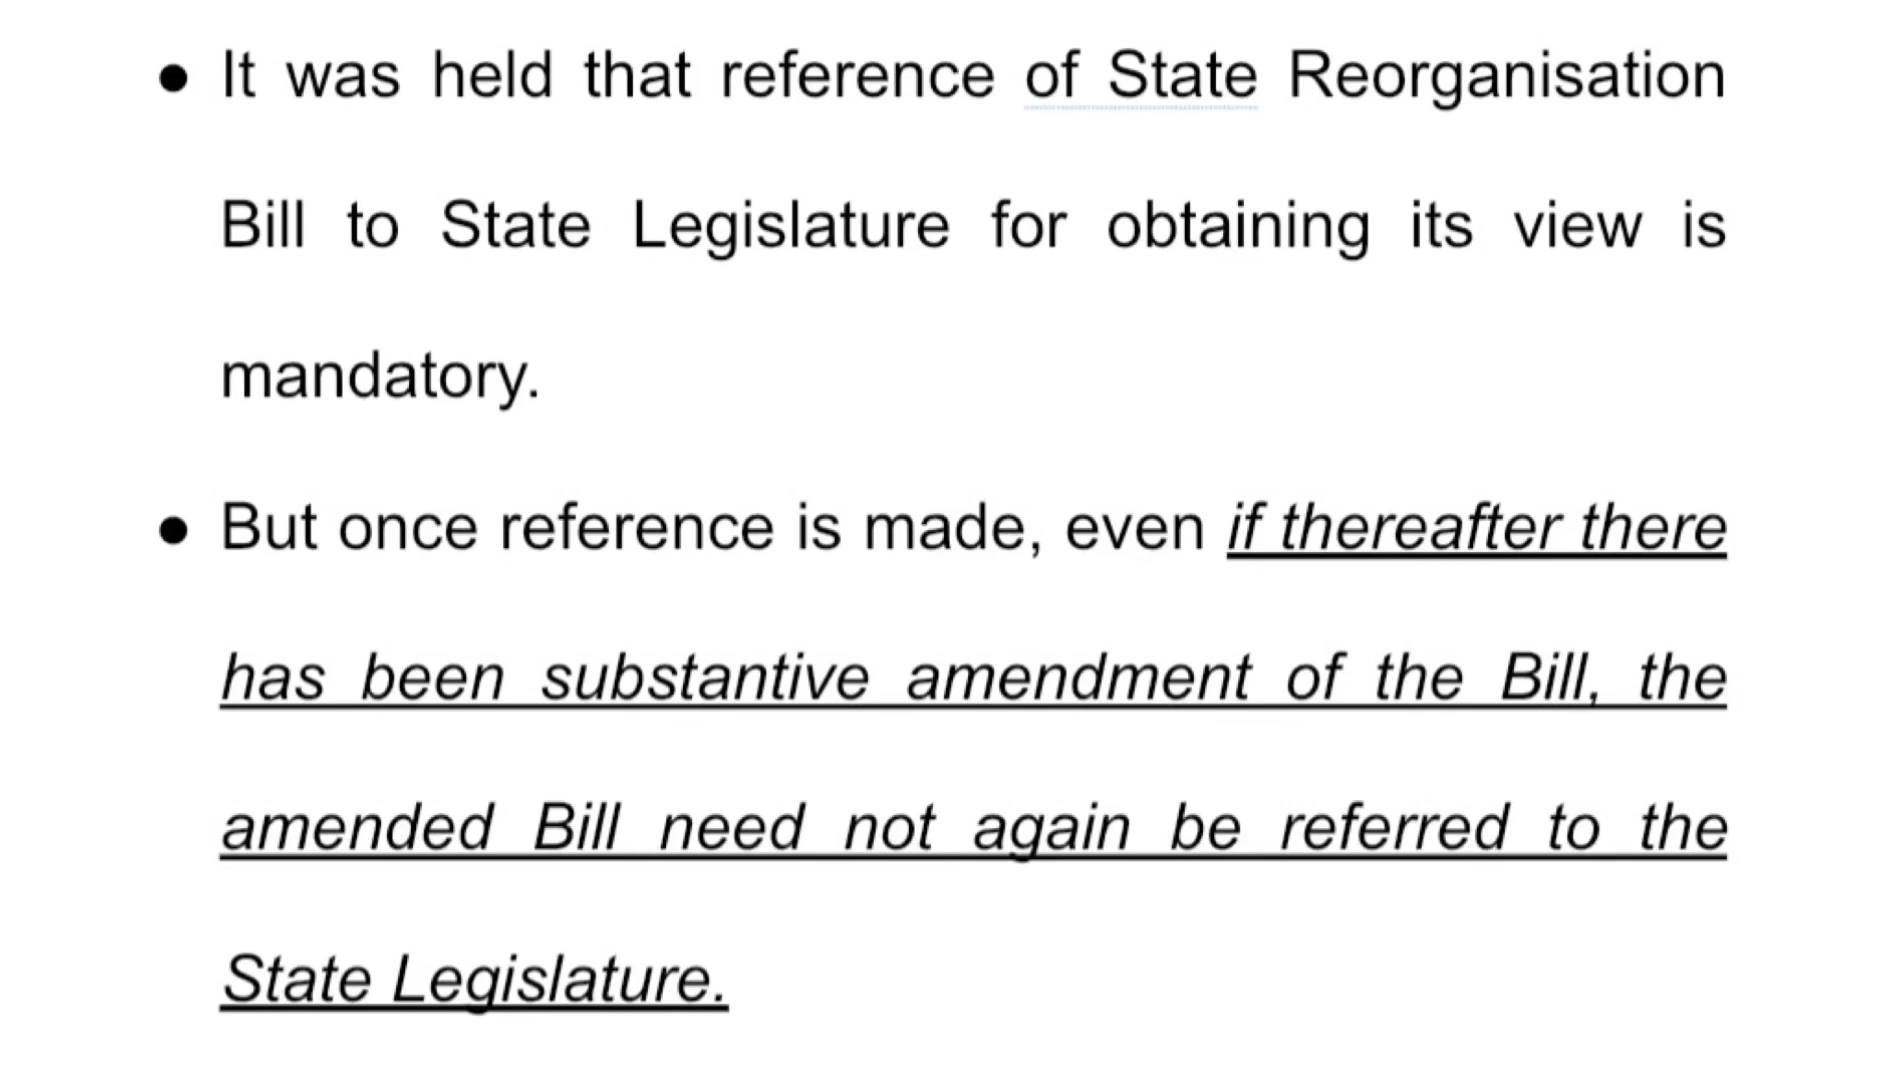 ● It was held that reference of State Reorganisation
Bill to State Legislature for obtaining its view is
mandatory.
● But once reference is made, even if thereafter there
has been substantive amendment of the Bill, the
amended Bill need not again be referred to the
State Legislature.